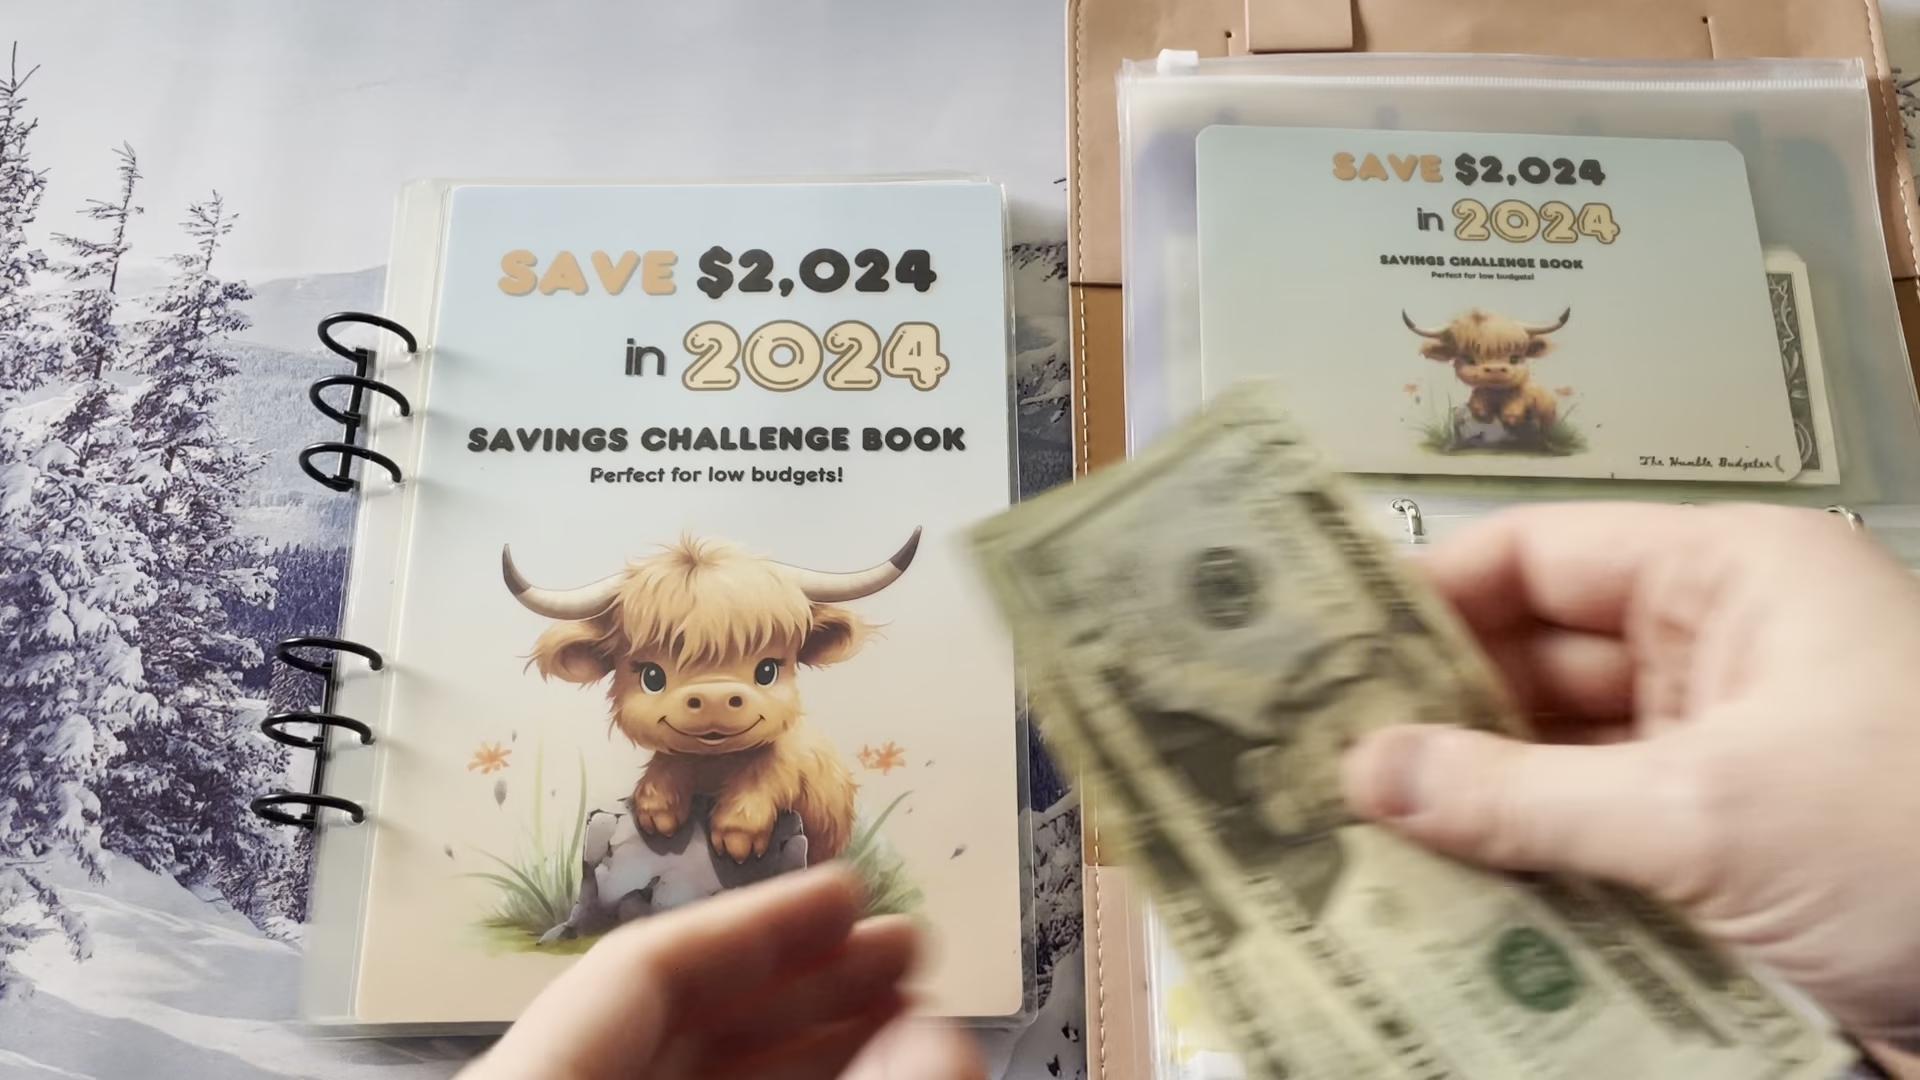 SAVE $2,024
in 2024
SAVINGS CHALLENGE BOOK
Perfect for low budgets!
SAVE $2,024
in 2024
SAVINGS CHALLENGE BOOK
Perfect for low budgets!
The Humble Budgeter